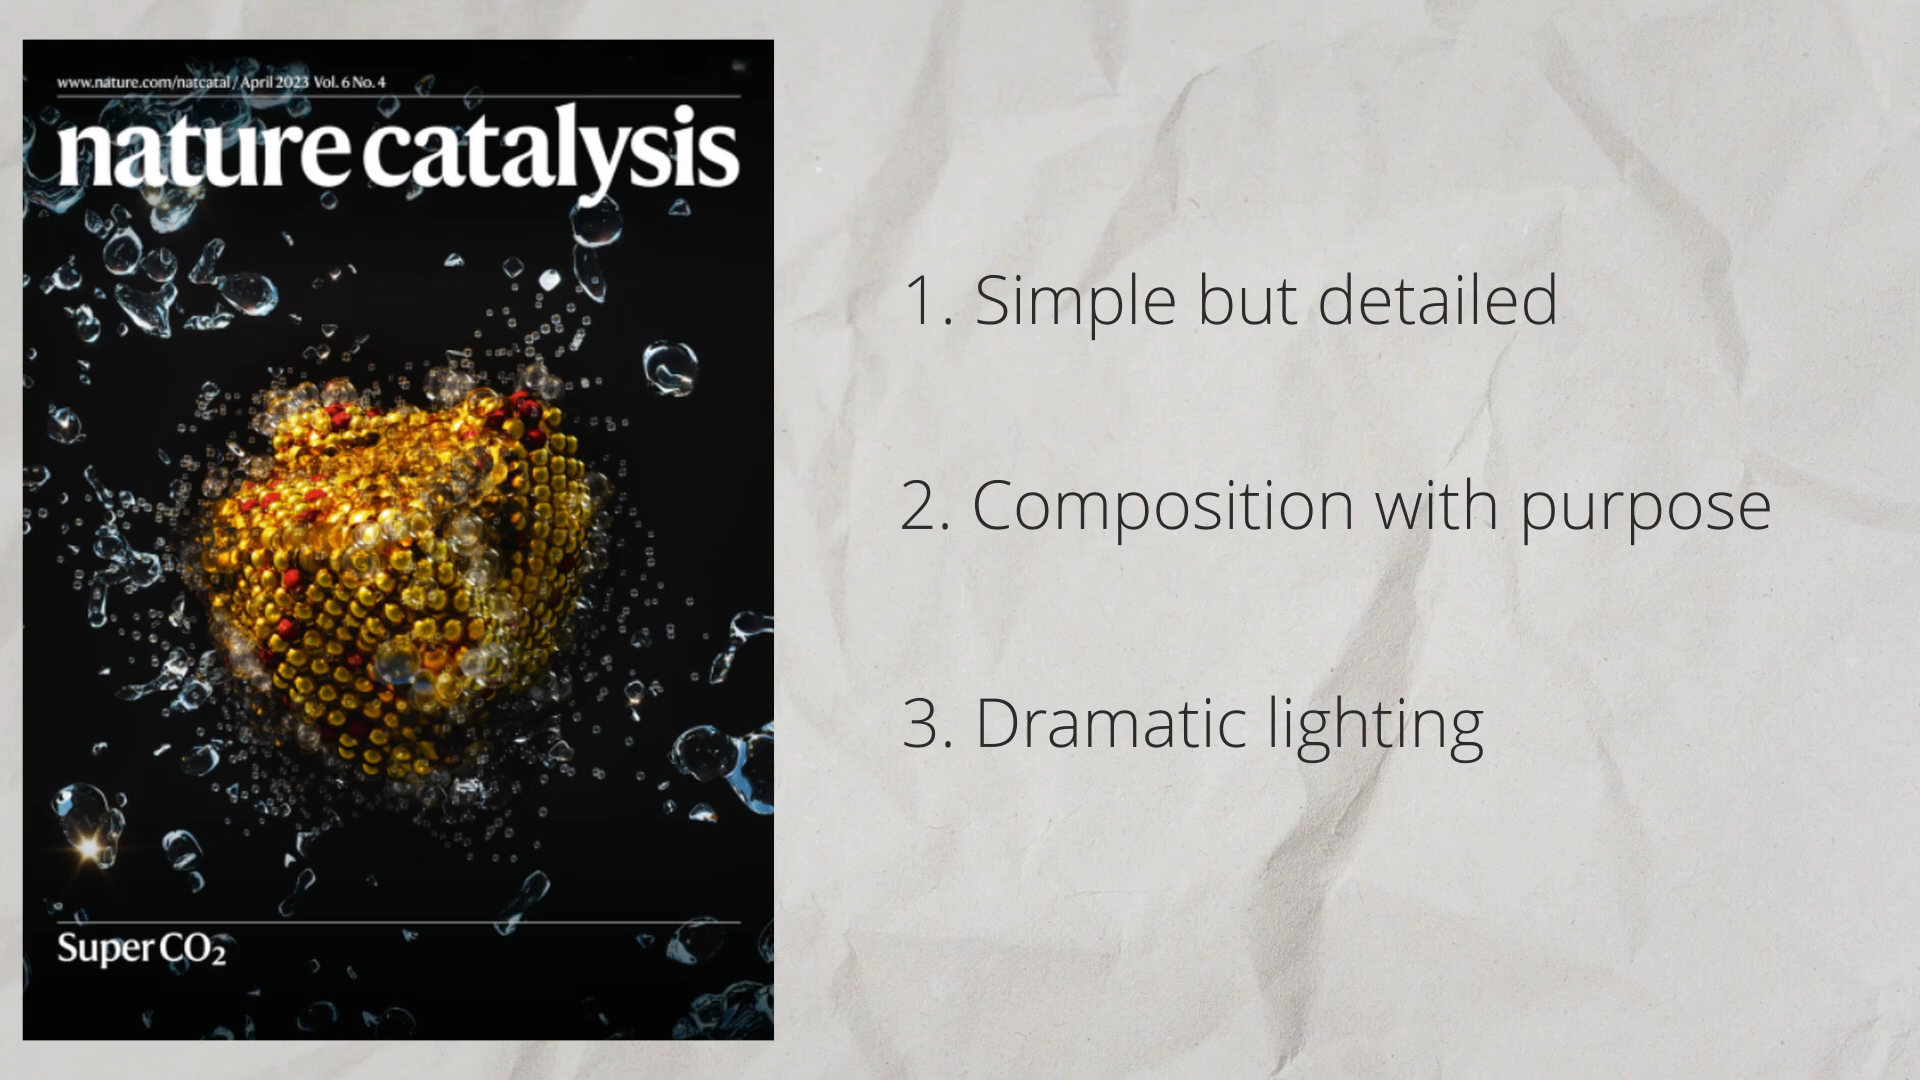 www.nature.com/natcatal / April 2023 Vol. 6 No. 4
nature catalysis
Super CO₂
1. Simple but detailed
2. Composition with purpose
3. Dramatic lighting